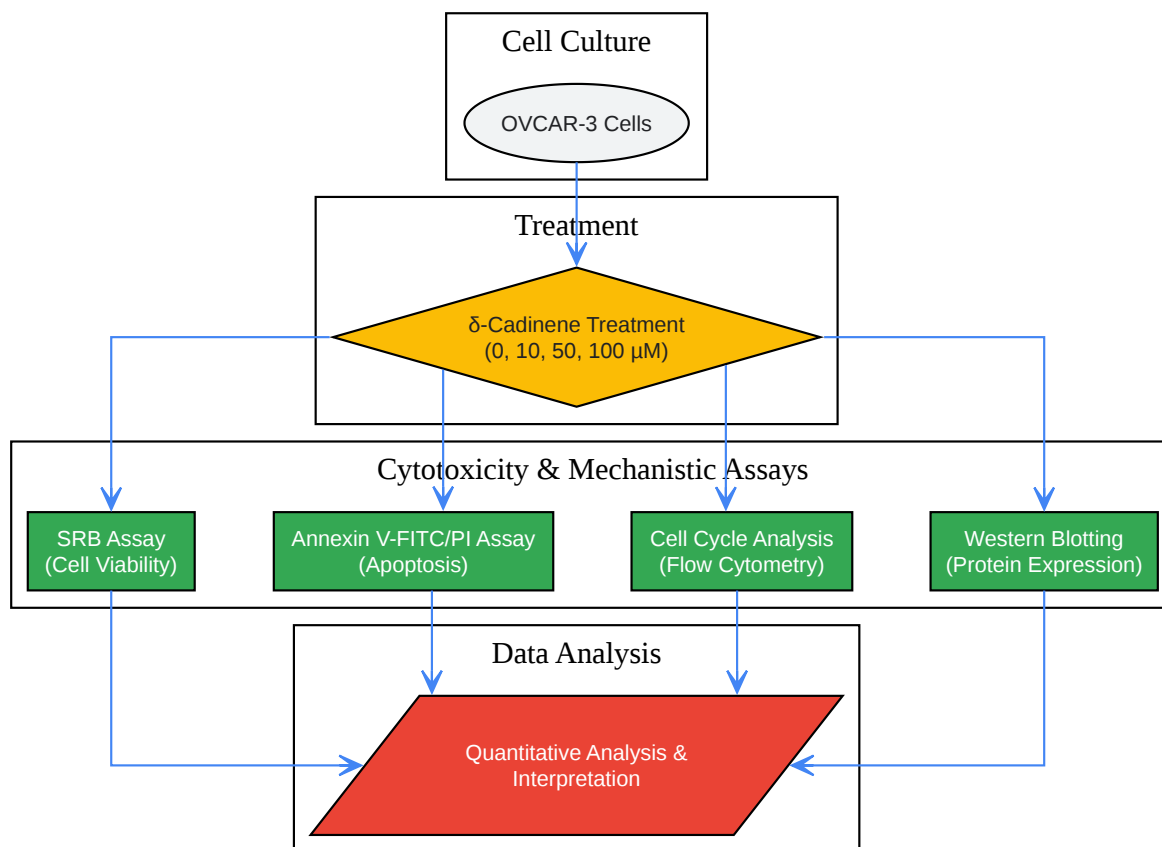 Cell Culture
OVCAR-3 Cells
Treatment
δ-Cadinene Treatment
(0, 10, 50, 100 µM)
Cytotoxicity & Mechanistic Assays
SRB Assay
(Cell Viability)
Annexin V-FITC/PI Assay
(Apoptosis)
Cell Cycle Analysis
(Flow Cytometry)
Western Blotting
(Protein Expression)
Data Analysis
Quantitative Analysis &
Interpretation